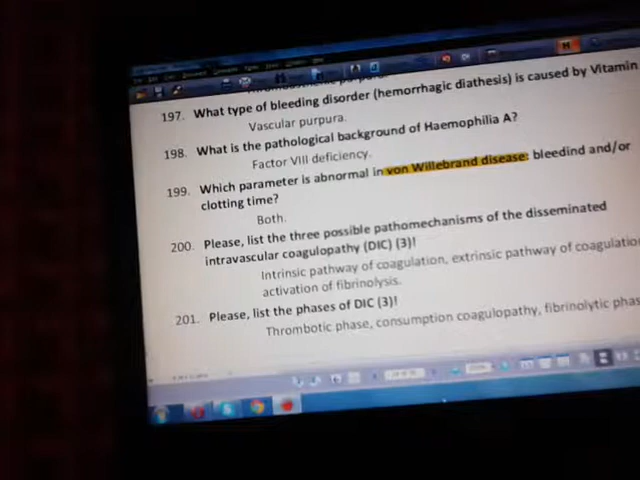 197. What type of bleeding disorder (hemorrhagic diathesis) is caused by Vitamin
Vascular purpura.
198. What is the pathological background of Haemophilia A?
Factor VIII deficiency.
199. Which parameter is abnormal in von Willebrand disease: bleedind and/or
clotting time?
Both.
200. Please, list the three possible pathomechanisms of the disseminated
intravascular coagulopathy (DIC) (3)!
Intrinsic pathway of coagulation, extrinsic pathway of coagulatio
activation of fibrinolysis.
201. Please, list the phases of DIC (3)!
Thrombotic phase, consumption coagulopathy, fibrinolytic phas